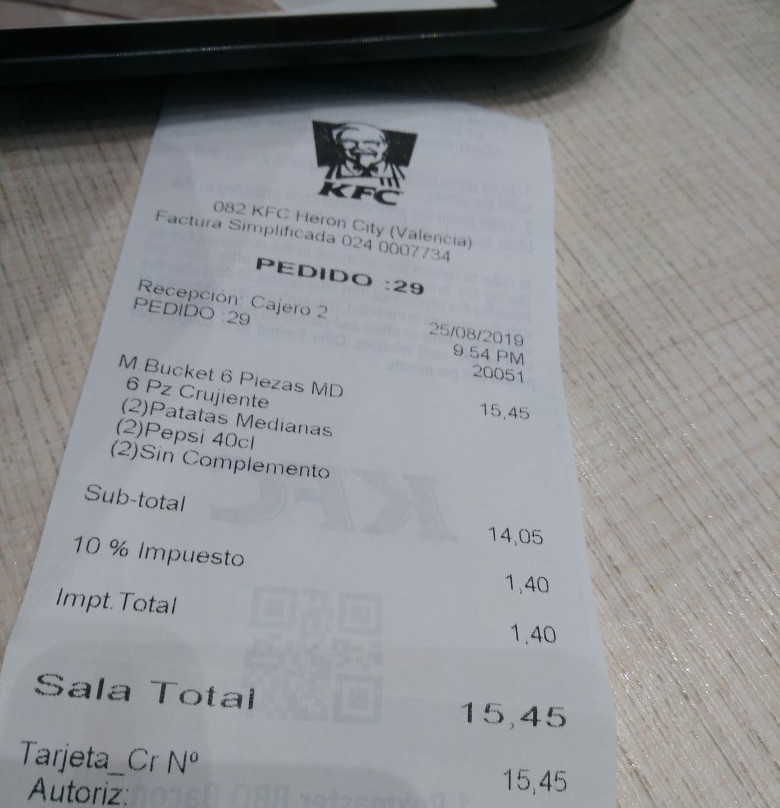 KFC
082 KFC Heron City (Valencia)
Factura Simplificada 024 0007734
PEDIDO :29
Recepción: Cajero 2
25/08/2019
PEDIDO :29
9:54 PM
20051
M.Bucket 6 Piezas MD
15,45
6 Pz Crujiente
(2)Patatas Medianas
(2)Pepsi 40cl
(2)Sin Complemento
Sub-total
14,05
10 % Impuesto
1,40
Impt.Total
1,40
Sala Total
15,45
Tarjeta_Cr Nº
15,45
Autoriz: